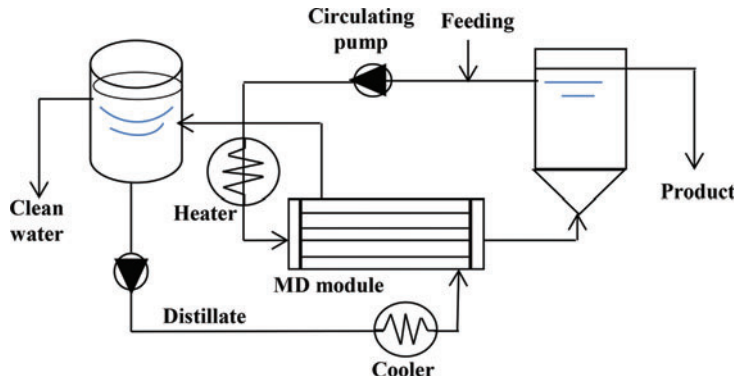 Circulating
pump
Feeding
Clean
water
Heater
Product
MD module
Distillate
Cooler